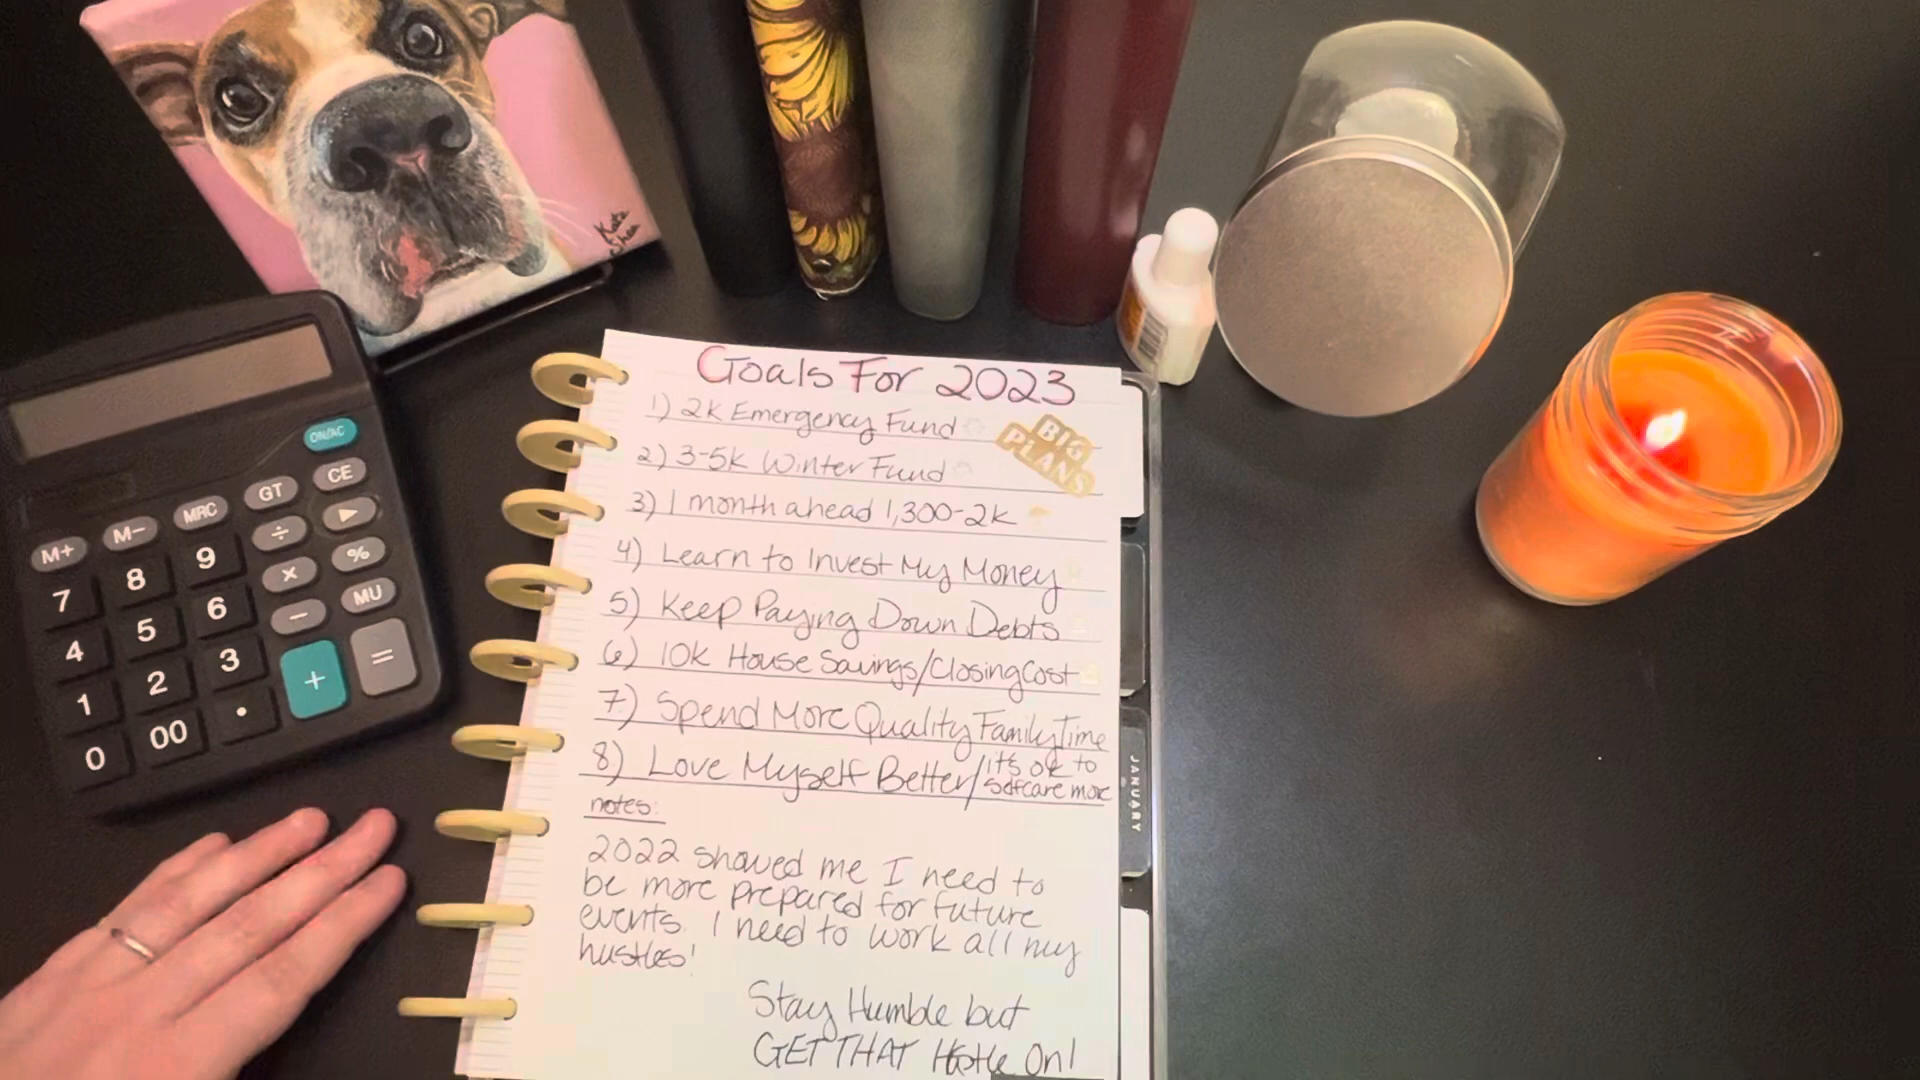 Kate Shea
Goals For 2023
1) 2K Emergency Fund
BIG PLANS
2) 3-5K Winter Fund
3) 1 month ahead 1,300-2K
4) Learn to Invest My Money
5) Keep Paying Down Debts
6) 10K House Savings/Closing Cost
7) Spend More Quality Family Time
8) Love Myself Better/it's ok to
selfcare more
notes:
2022 showed me I need to
be more prepared for future
events. I need to work all my
hustles!
Stay Humble but
GET THAT Hustle On!
JANUARY
ON/AC
GT CE
M+ M- MRC ÷ ▶
7 8 9 × %
4 5 6 − MU
1 2 3 + =
0 00 .